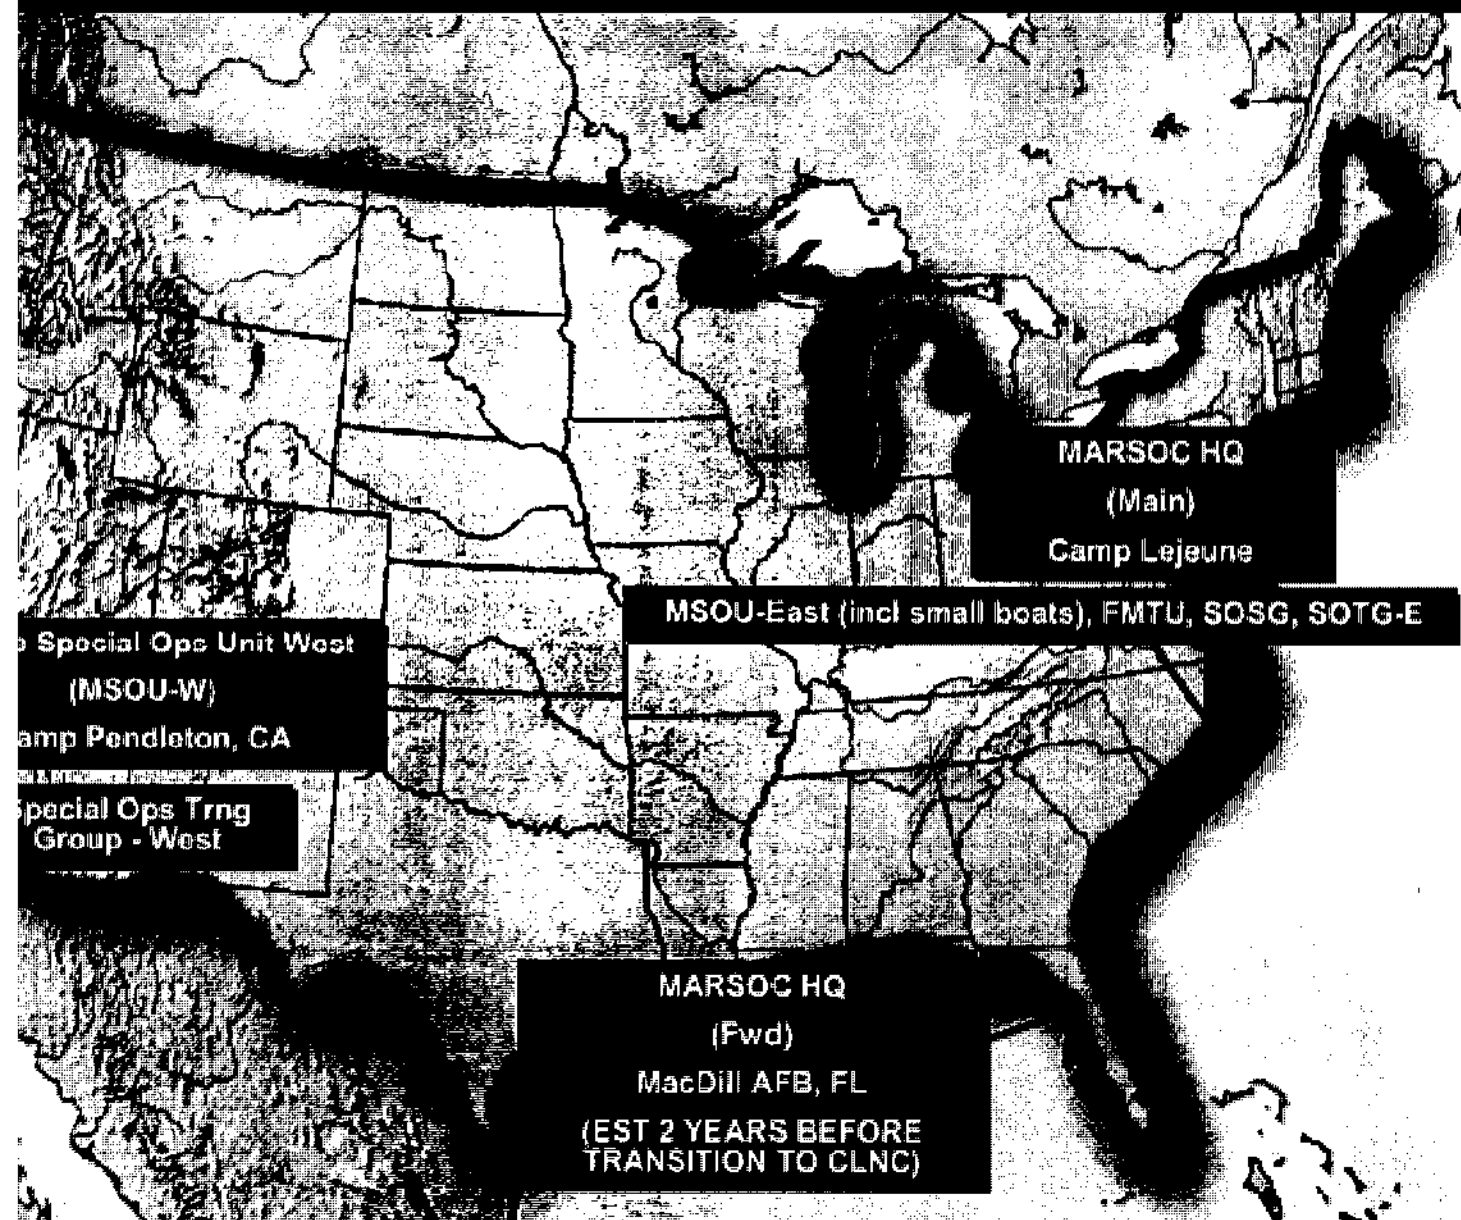 MARSOC HQ
(Main)
Camp Lejeune
MSOU-East (incl small boats), FMTU, SOSG, SOTG-E
Special Ops Unit West
(MSOU-W)
amp Pendleton, CA
pecial Ops Trng
Group - West
MARSOC HQ
(Fwd)
MacDill AFB, FL
(EST 2 YEARS BEFORE
TRANSITION TO CLNC)